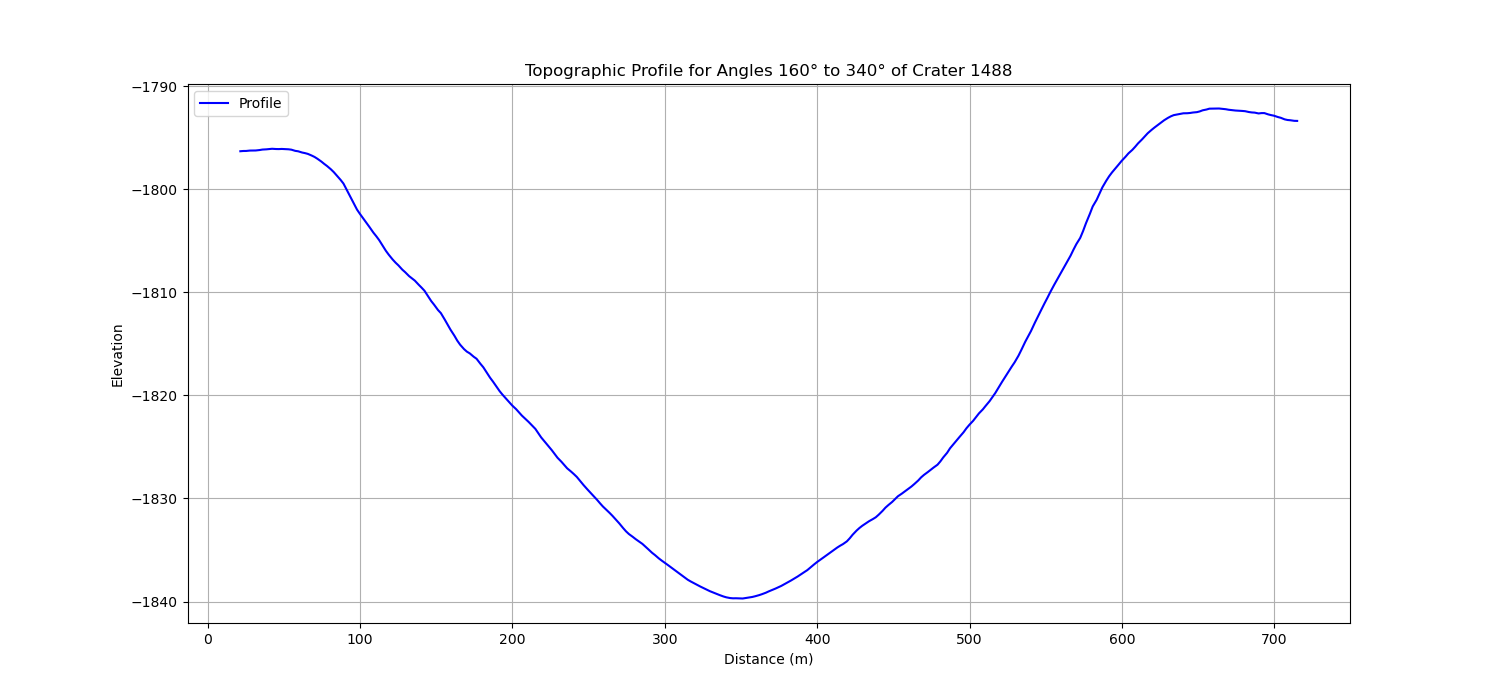 Topographic Profile for Angles 160° to 340° of Crater 1488
Profile
Elevation
−1790
−1800
−1810
−1820
−1830
−1840
0 100 200 300 400 500 600 700
Distance (m)